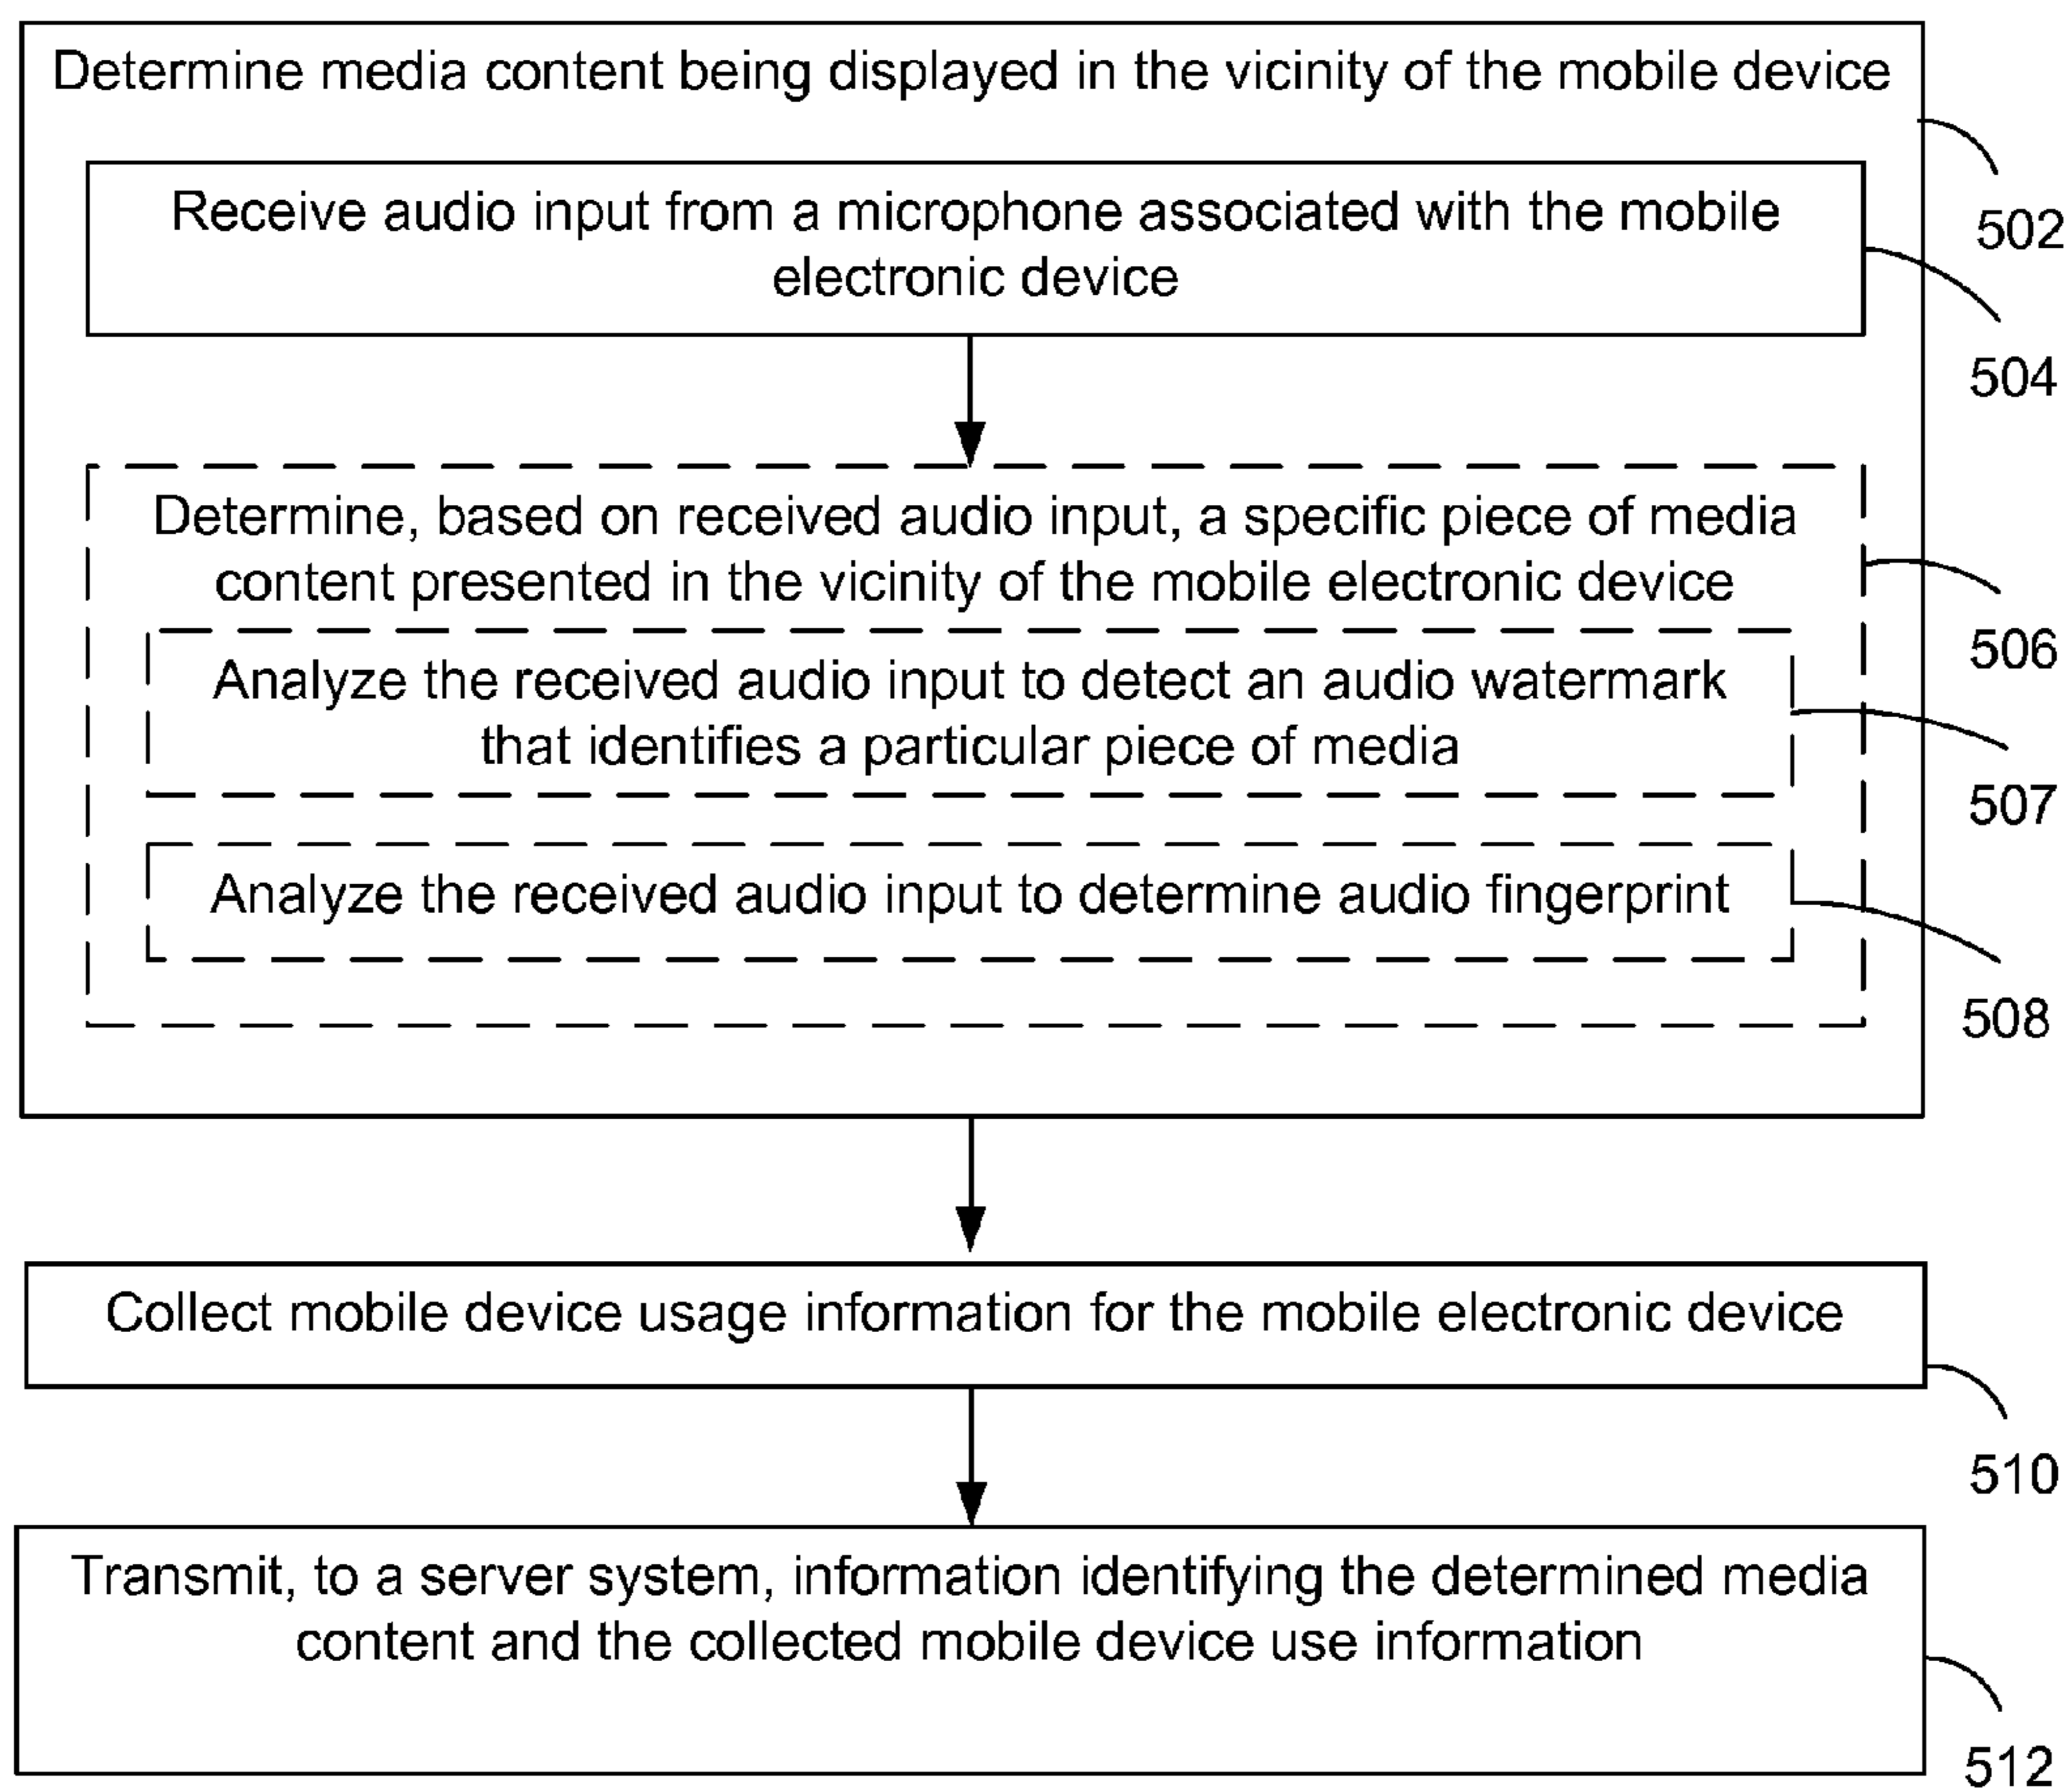 Determine media content being displayed in the vicinity of the mobile device
502
Receive audio input from a microphone associated with the mobile
electronic device
504
Determine, based on received audio input, a specific piece of media
content presented in the vicinity of the mobile electronic device
506
Analyze the received audio input to detect an audio watermark
that identifies a particular piece of media
507
Analyze the received audio input to determine audio fingerprint
508
Collect mobile device usage information for the mobile electronic device
510
Transmit, to a server system, information identifying the determined media
content and the collected mobile device use information
512